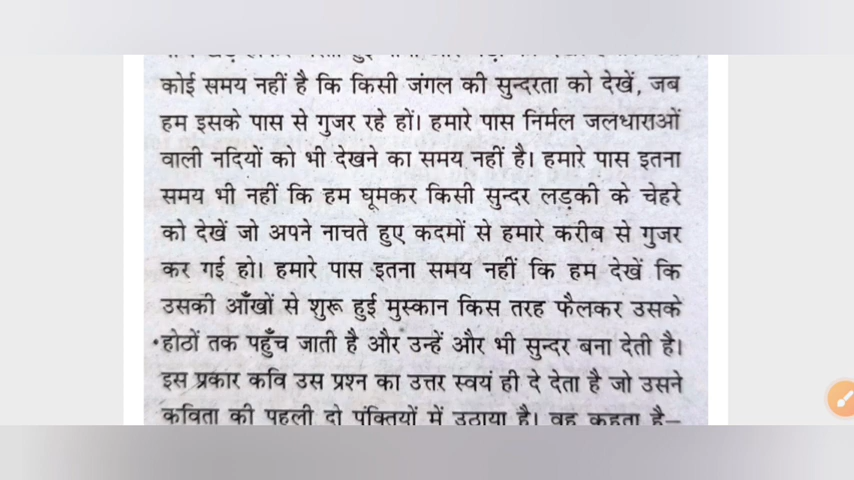 कोई समय नहीं है कि किसी जंगल की सुन्दरता को देखें, जब
हम इसके पास से गुजर रहे हों। हमारे पास निर्मल जलधाराओं
वाली नदियों को भी देखने का समय नहीं है। हमारे पास इतना
समय भी नहीं कि हम घूमकर किसी सुन्दर लड़की के चेहरे
को देखें जो अपने नाचते हुए कदमों से हमारे करीब से गुजर
कर गई हो। हमारे पास इतना समय नहीं कि हम देखें कि
उसकी आँखों से शुरू हुई मुस्कान किस तरह फैलकर उसके
होठों तक पहुँच जाती है और उन्हें और भी सुन्दर बना देती है।
इस प्रकार कवि उस प्रश्न का उत्तर स्वयं ही दे देता है जो उसने
कविता की पहली दो पंक्तियों में उठाया है। वह कहता है—